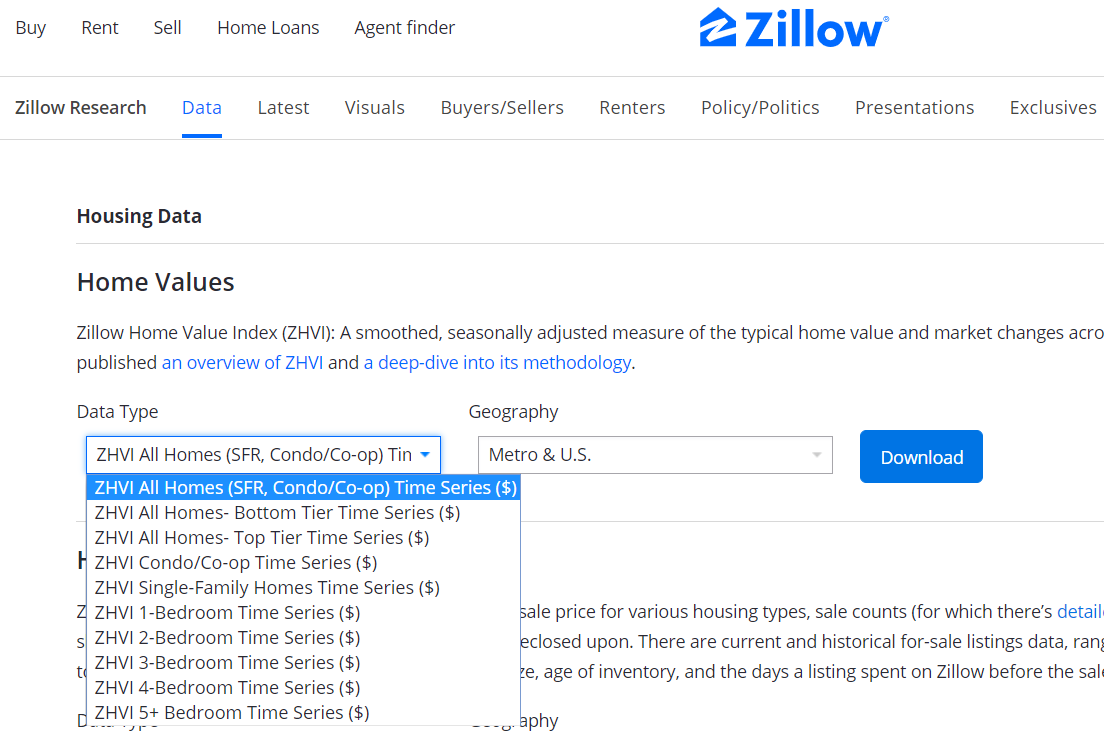 Buy Rent Sell Home Loans Agent finder Zillow®
Zillow Research Data Latest Visuals Buyers/Sellers Renters Policy/Politics Presentations Exclusives
Housing Data
Home Values
Zillow Home Value Index (ZHVI): A smoothed, seasonally adjusted measure of the typical home value and market changes acro
published an overview of ZHVI and a deep-dive into its methodology.
Data Type Geography
ZHVI All Homes (SFR, Condo/Co-op) Tin Metro & U.S. Download
ZHVI All Homes (SFR, Condo/Co-op) Time Series ($)
ZHVI All Homes- Bottom Tier Time Series ($)
ZHVI All Homes- Top Tier Time Series ($)
ZHVI Condo/Co-op Time Series ($)
ZHVI Single-Family Homes Time Series ($)
ZHVI 1-Bedroom Time Series ($) sale price for various housing types, sale counts (for which there's detaile
ZHVI 2-Bedroom Time Series ($) eclosed upon. There are current and historical for-sale listings data, rang
ZHVI 3-Bedroom Time Series ($) ze, age of inventory, and the days a listing spent on Zillow before the sale
ZHVI 4-Bedroom Time Series ($)
ZHVI 5+ Bedroom Time Series ($)
Data Type Geography